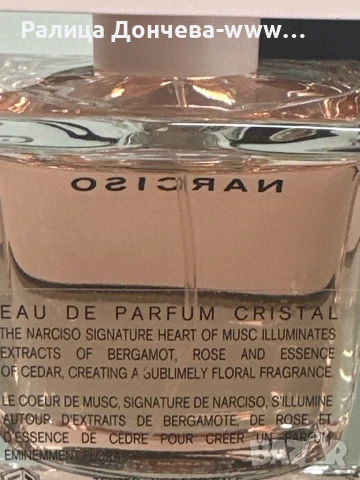 Ралица Дончева-www...
NARCISO
EAU DE PARFUM CRISTAL
THE NARCISO SIGNATURE HEART OF MUSC ILLUMINATES
EXTRACTS OF BERGAMOT, ROSE AND ESSENCE
OF CEDAR, CREATING A SUBLIMELY FLORAL FRAGRANCE.
LE COEUR DE MUSC, SIGNATURE DE NARCISO, S'ILLUMINE
AUTOUR D'EXTRAITS DE BERGAMOTE, DE ROSE ET
D'ESSENCE DE CÈDRE POUR CRÉER UN PARFUM
ÉMINEMMENT FLORAL
bazar